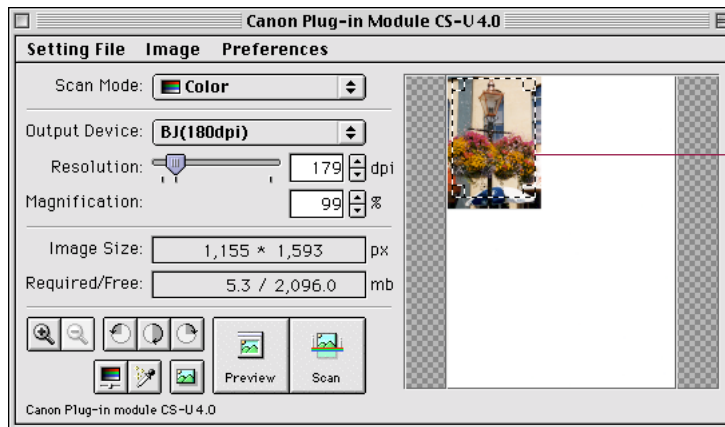 Canon Plug-in Module CS-U 4.0
Setting File Image Preferences
Scan Mode: Color
Output Device: BJ(180dpi)
Resolution: 179 dpi
Magnification: 99 %
Image Size: 1,155 * 1,593 px
Required/Free: 5.3 / 2,096.0 mb
Preview Scan
Canon Plug-in module CS-U 4.0